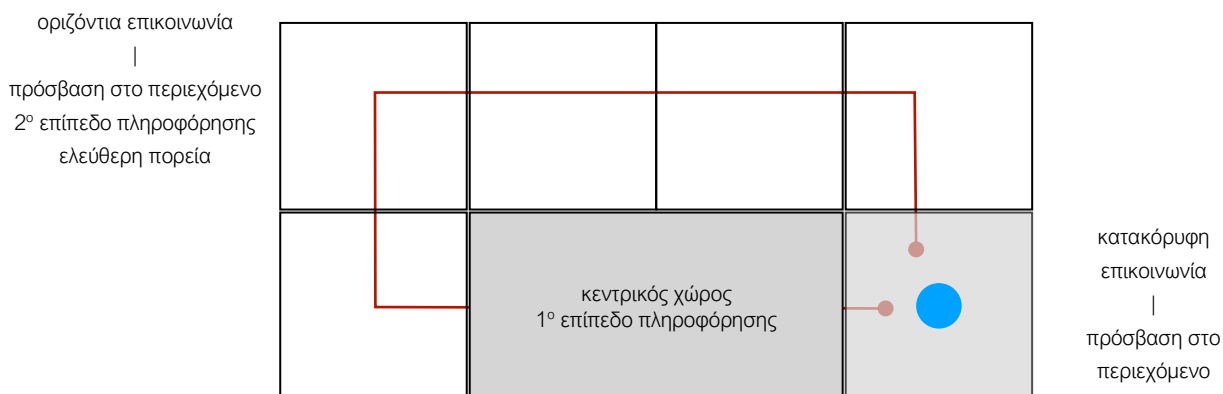 οριζόντια επικοινωνία
|
πρόσβαση στο περιεχόμενο
2ο επίπεδο πληροφόρησης
ελεύθερη πορεία
κεντρικός χώρος
1ο επίπεδο πληροφόρησης
κατακόρυφη
επικοινωνία
|
πρόσβαση στο
περιεχόμενο